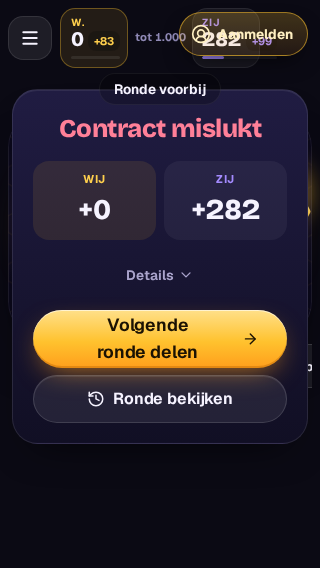 W.
0 +83
tot 1.000
ZIJ
282 +99
Aanmelden
Ronde voorbij
Contract mislukt
WIJ
+0
ZIJ
+282
Details
Volgende
ronde delen
Ronde bekijken